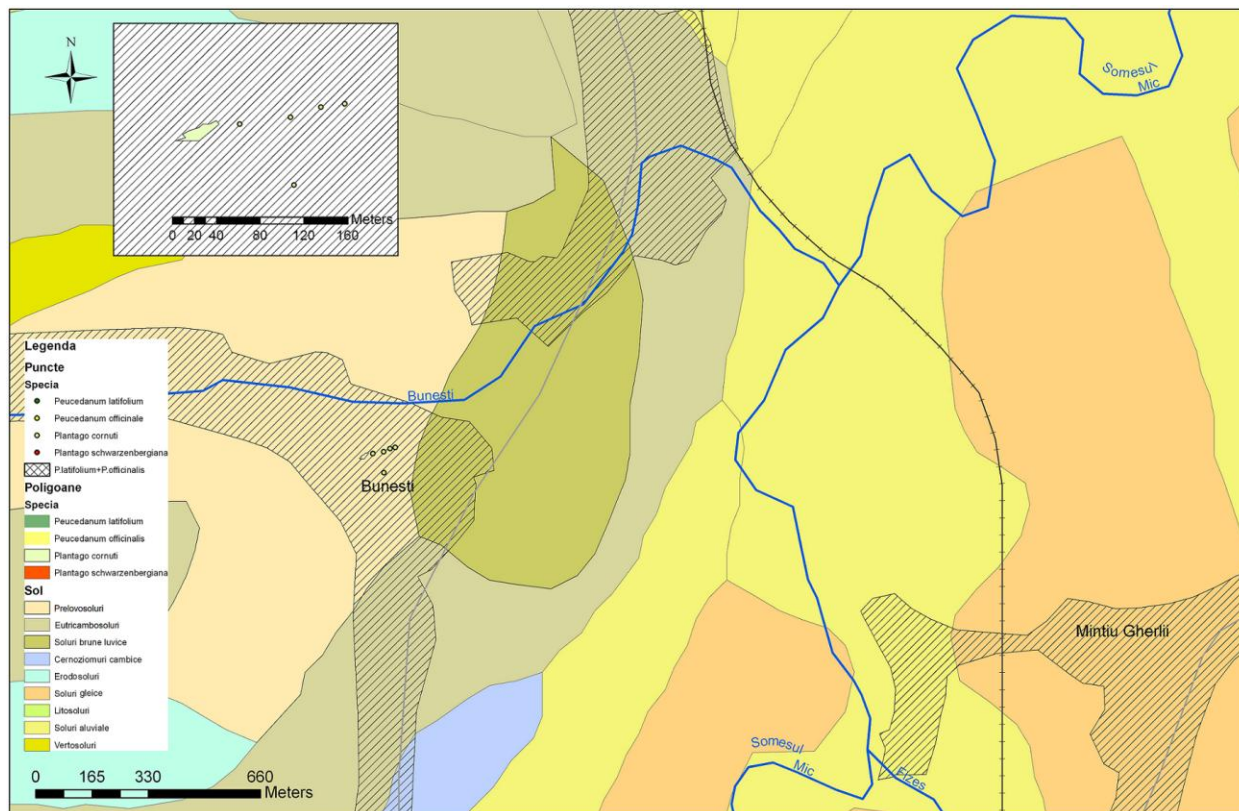 N
Meters
0 20 40 80 120 160
Somesul
Mic
Bunesti
Bunesti
Mintiu Gherlii
Somesul
Mic
Fizes
Legenda
Puncte
Specia
Peucedanum latifolium
Peucedanum officinale
Plantago cornuti
Plantago schwarzenbergiana
P.latifolium+P.officinalis
Poligoane
Specia
Peucedanum latifolium
Peucedanum officinalis
Plantago cornuti
Plantago schwarzenbergiana
Sol
Prelovosoluri
Eutricambosoluri
Soluri brune luvice
Cernoziomuri cambice
Erodosoluri
Soluri gleice
Litosoluri
Soluri aluviale
Vertosoluri
0 165 330 660
Meters